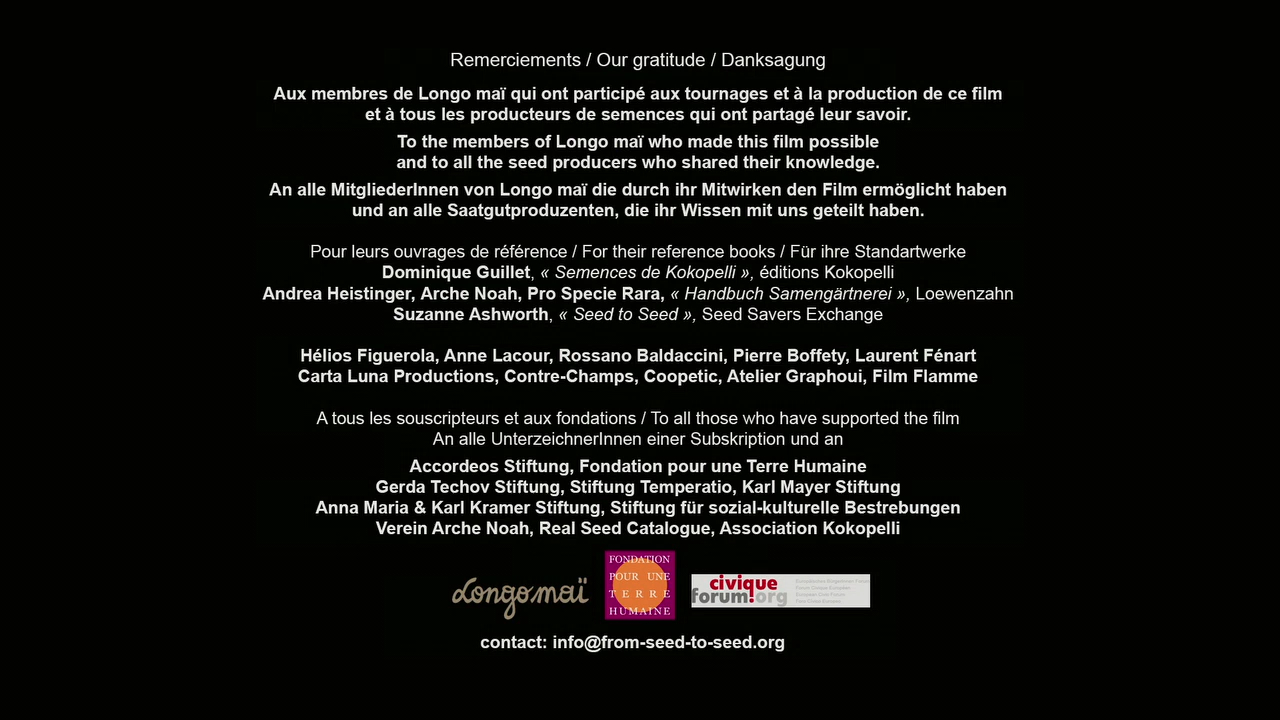 Remerciements / Our gratitude / Danksagung
Aux membres de Longo maï qui ont participé aux tournages et à la production de ce film
et à tous les producteurs de semences qui ont partagé leur savoir.
To the members of Longo maï who made this film possible
and to all the seed producers who shared their knowledge.
An alle MitgliederInnen von Longo maï die durch ihr Mitwirken den Film ermöglicht haben
und an alle Saatgutproduzenten, die ihr Wissen mit uns geteilt haben.
Pour leurs ouvrages de référence / For their reference books / Für ihre Standartwerke
Dominique Guillet, « Semences de Kokopelli », éditions Kokopelli
Andrea Heistinger, Arche Noah, Pro Specie Rara, « Handbuch Samengärtnerei », Loewenzahn
Suzanne Ashworth, « Seed to Seed », Seed Savers Exchange
Hélios Figuerola, Anne Lacour, Rossano Baldaccini, Pierre Boffety, Laurent Fénart
Carta Luna Productions, Contre-Champs, Coopetic, Atelier Graphoui, Film Flamme
A tous les souscripteurs et aux fondations / To all those who have supported the film
An alle UnterzeichnerInnen einer Subskription und an
Accordeos Stiftung, Fondation pour une Terre Humaine
Gerda Techov Stiftung, Stiftung Temperatio, Karl Mayer Stiftung
Anna Maria & Karl Kramer Stiftung, Stiftung für sozial-kulturelle Bestrebungen
Verein Arche Noah, Real Seed Catalogue, Association Kokopelli
Longo maï
FONDATION
POUR UNE
TERRE
HUMAINE
civique
forum!org
contact: info@from-seed-to-seed.org